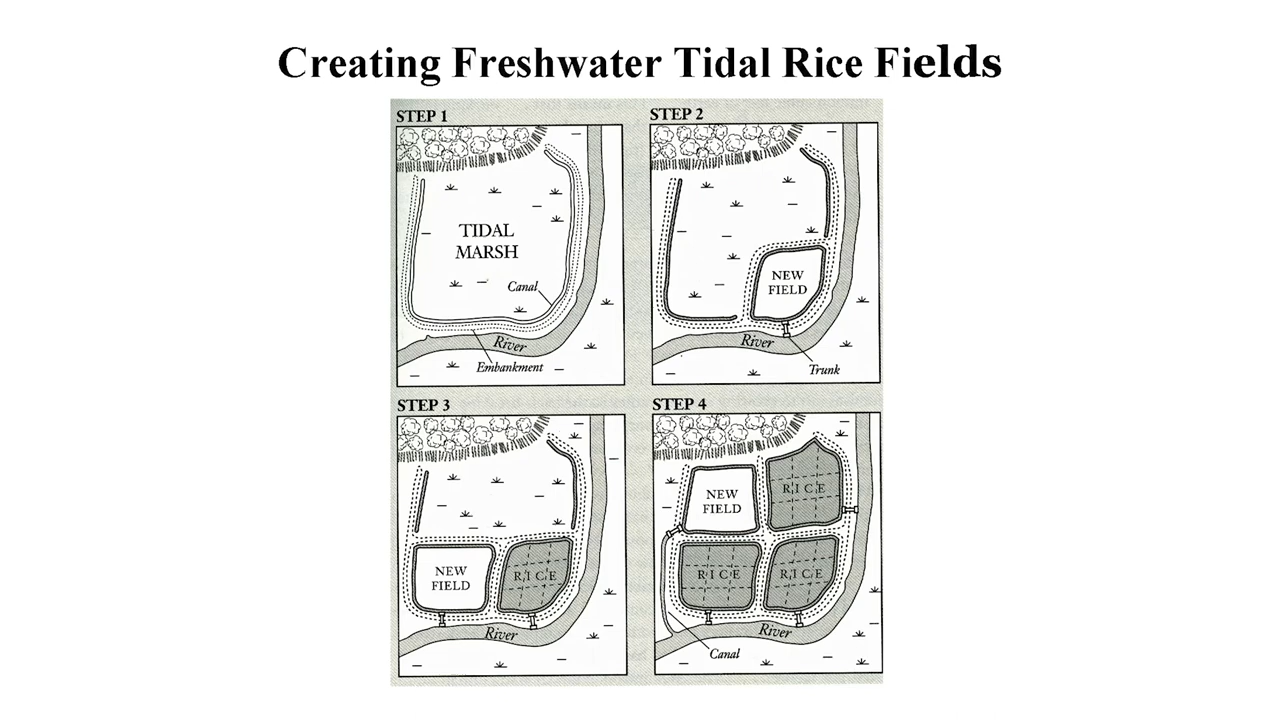 Creating Freshwater Tidal Rice Fields
STEP 1
TIDAL
MARSH
Canal
River
Embankment
STEP 2
NEW
FIELD
River
Trunk
STEP 3
NEW
FIELD
RICE
River
STEP 4
NEW
FIELD
RICE
RICE
RICE
River
Canal